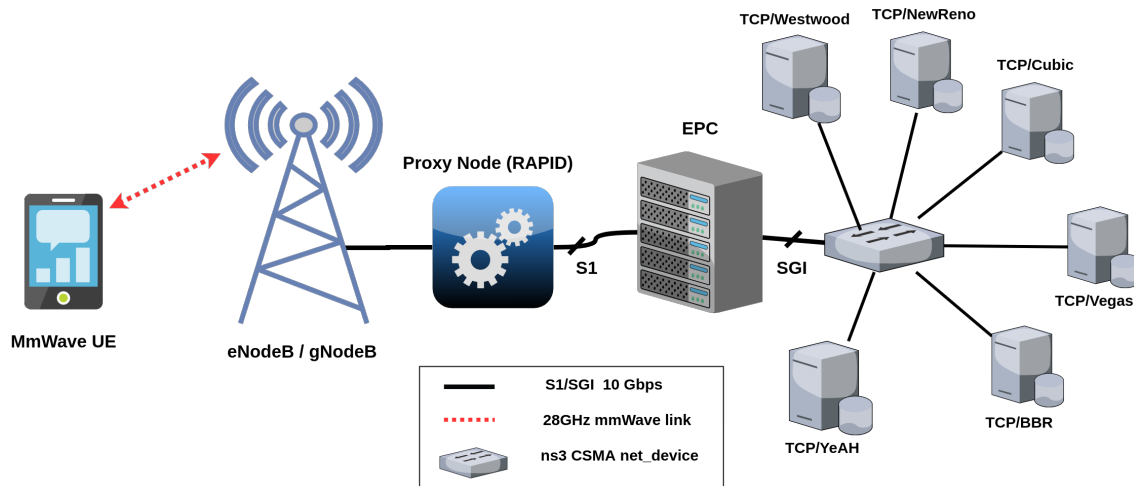 TCP/Westwood
TCP/NewReno
TCP/Cubic
EPC
Proxy Node (RAPID)
S1
SGI
TCP/Vegas
MmWave UE
eNodeB / gNodeB
TCP/BBR
TCP/YeAH
S1/SGI 10 Gbps
28GHz mmWave link
ns3 CSMA net_device